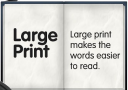 Large
Print
Large print
makes the
words easier
to read.